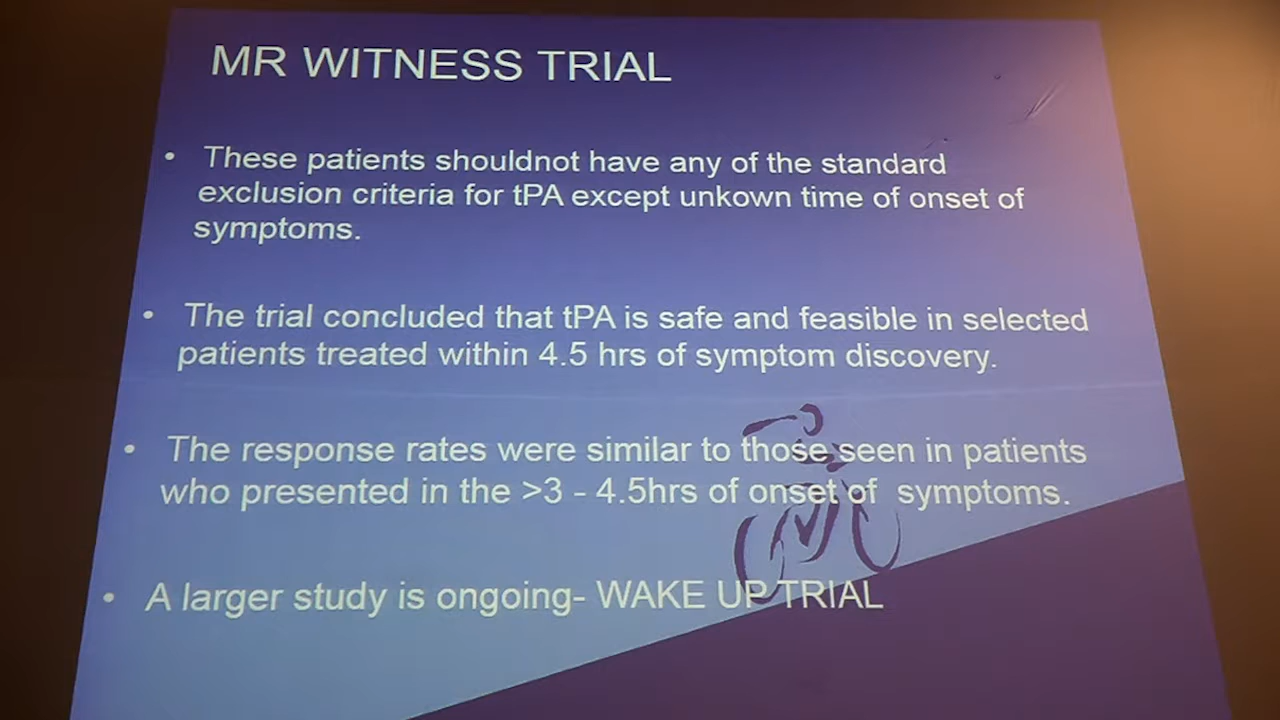 MR WITNESS TRIAL
• These patients shouldnot have any of the standard
exclusion criteria for tPA except unkown time of onset of
symptoms.
• The trial concluded that tPA is safe and feasible in selected
patients treated within 4.5 hrs of symptom discovery.
• The response rates were similar to those seen in patients
who presented in the >3 - 4.5hrs of onset of symptoms.
• A larger study is ongoing- WAKE UP TRIAL